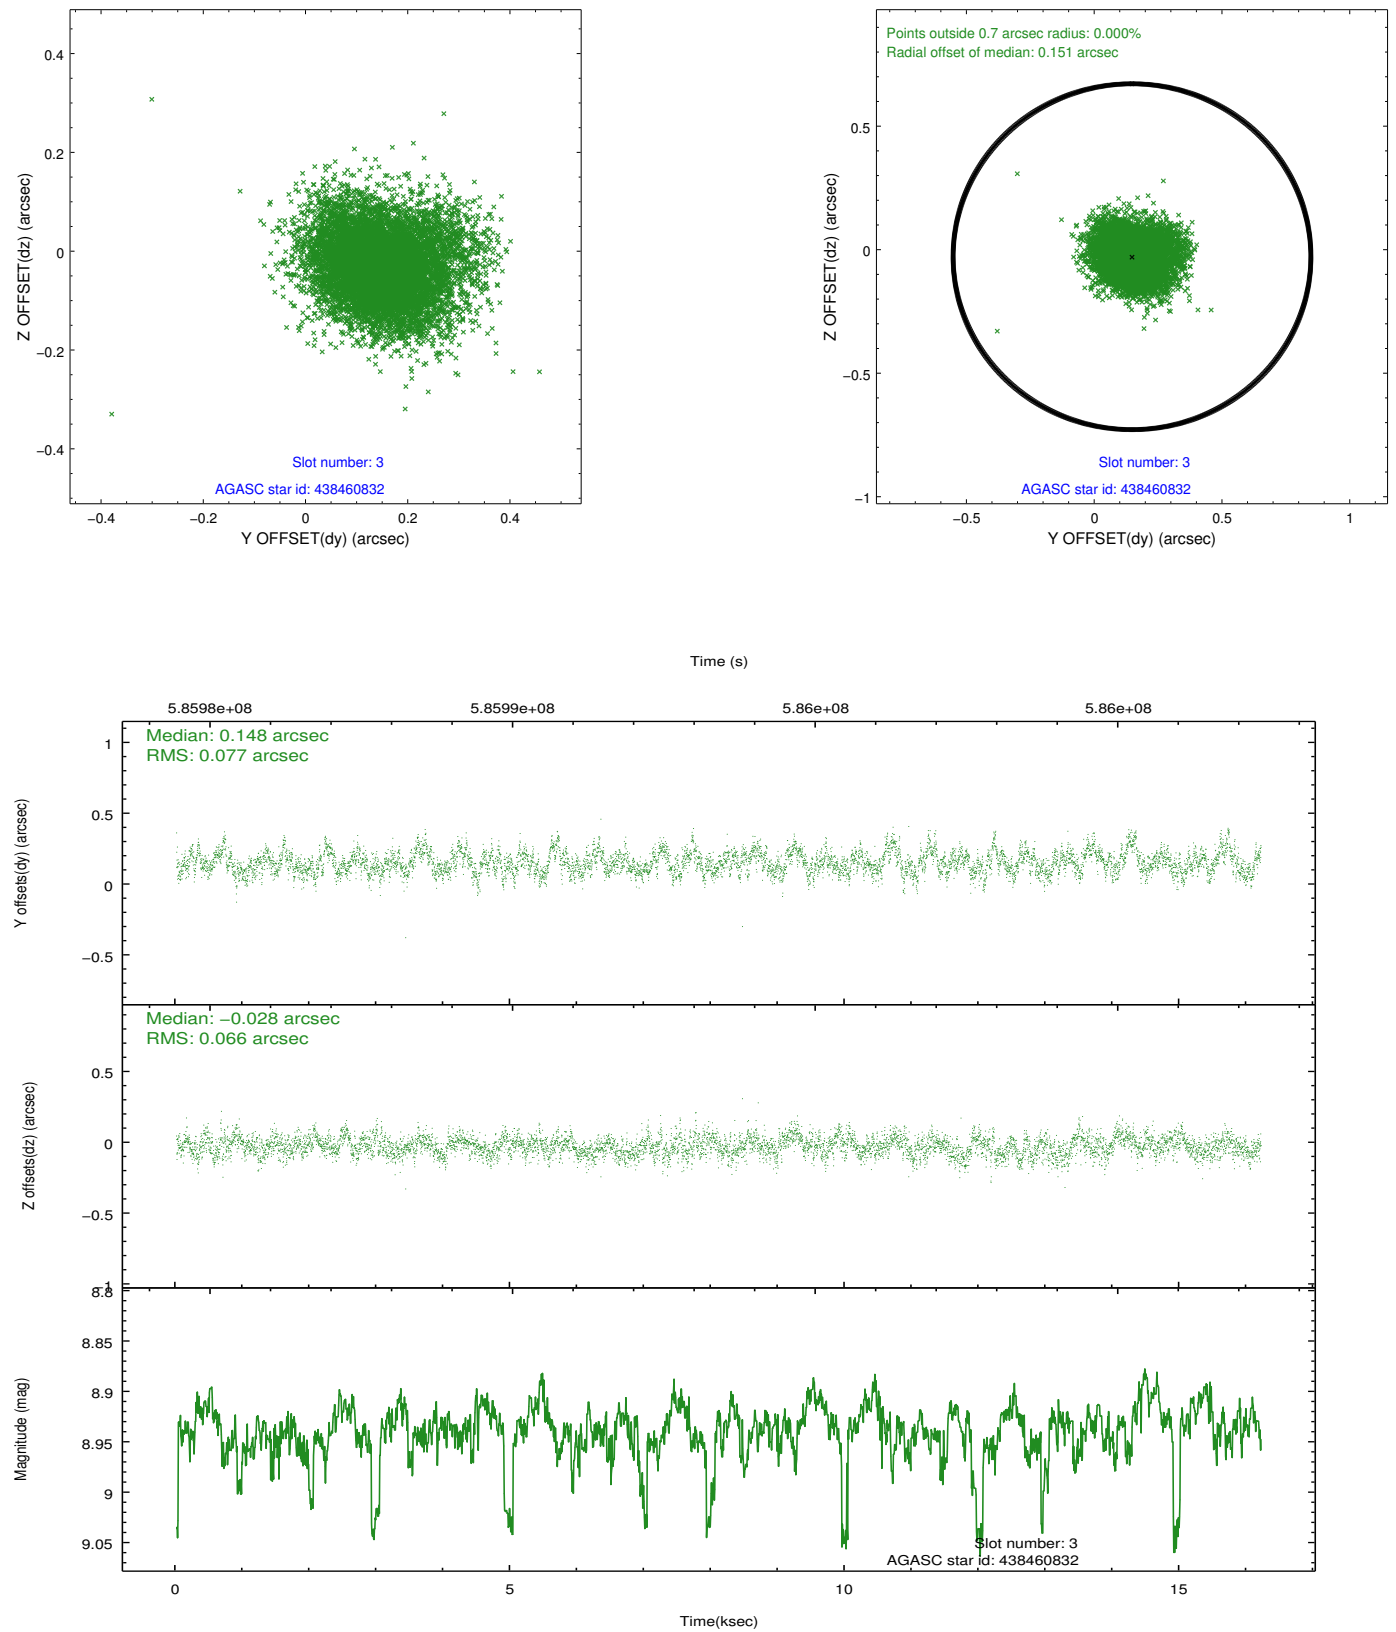 0.4
0.2
0
−0.2
−0.4
Z OFFSET(dz) (arcsec)
Slot number: 3
AGASC star id: 438460832
−0.4
−0.2
0
0.2
0.4
Y OFFSET(dy) (arcsec)
Points outside 0.7 arcsec radius: 0.000%
Radial offset of median: 0.151 arcsec
0.5
0
−0.5
−1
Z OFFSET(dz) (arcsec)
Slot number: 3
AGASC star id: 438460832
−0.5
0
0.5
1
Y OFFSET(dy) (arcsec)
Time (s)
5.8598e+08
5.8599e+08
5.86e+08
5.86e+08
Median: 0.148 arcsec
RMS: 0.077 arcsec
1
0.5
0
−0.5
Y offsets(dy) (arcsec)
Median: −0.028 arcsec
RMS: 0.066 arcsec
0.5
0
−0.5
−1
Z offsets(dz) (arcsec)
8.8
8.85
8.9
8.95
9
9.05
Magnitude (mag)
Slot number: 3
AGASC star id: 438460832
0
5
10
15
Time(ksec)